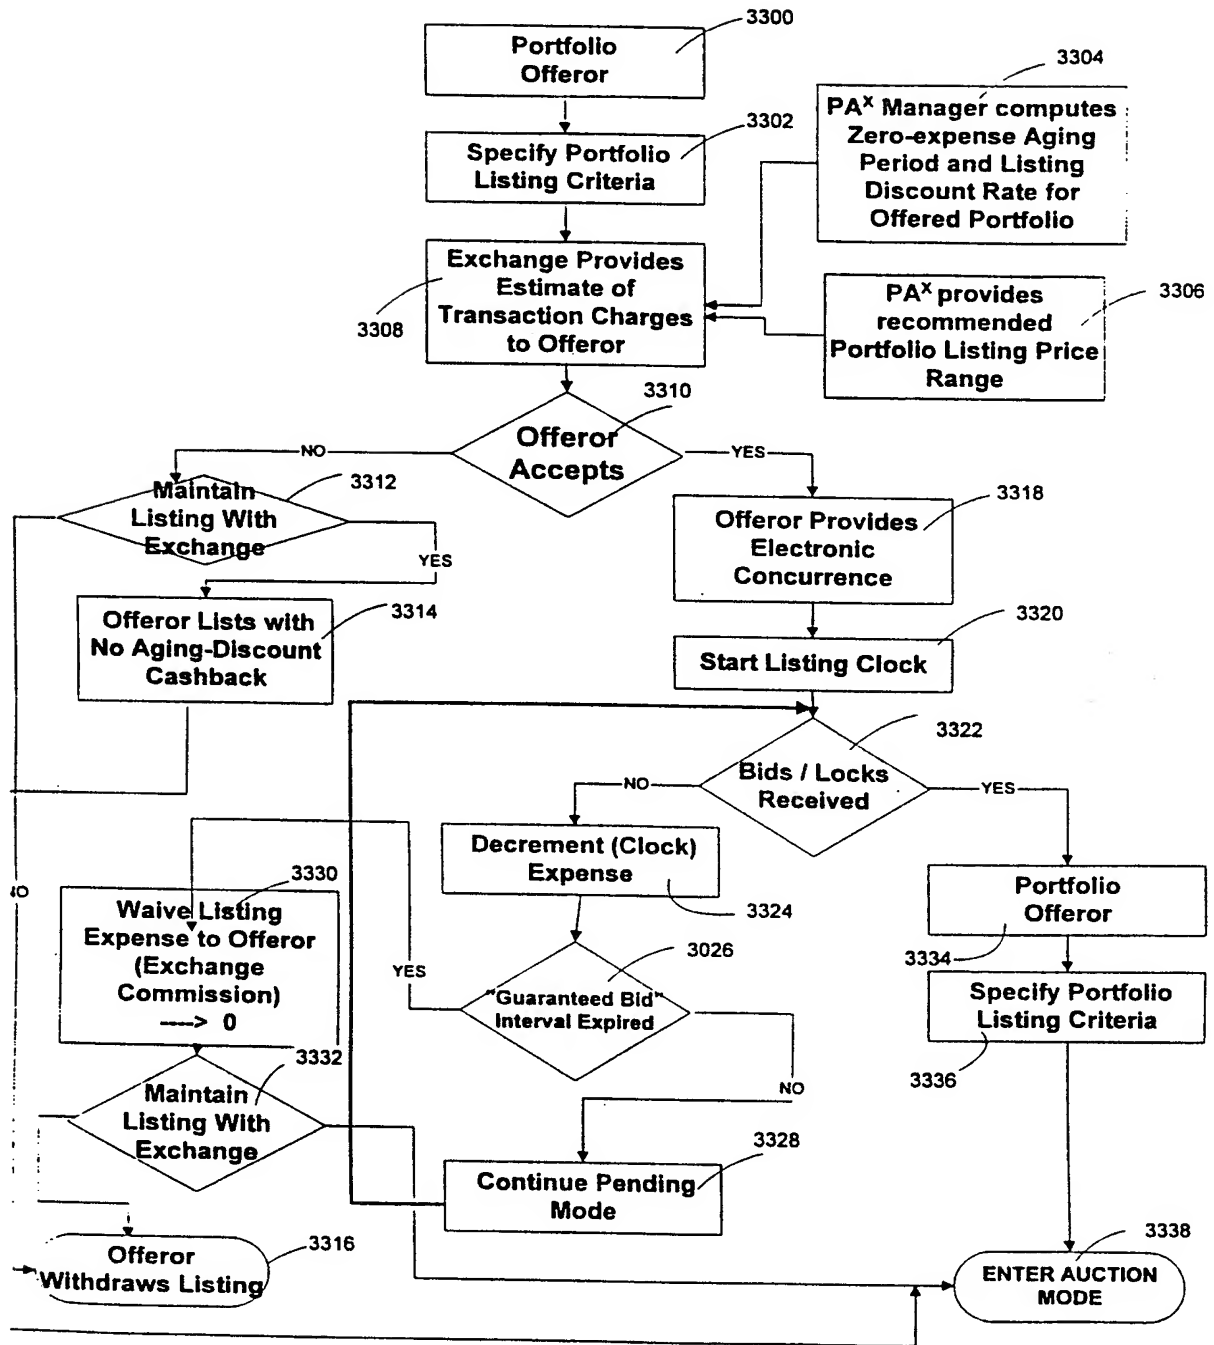 3300
Portfolio
Offeror
3304
PAX Manager computes
Zero-expense Aging
Period and Listing
Discount Rate for
Offered Portfolio
3302
Specify Portfolio
Listing Criteria
Exchange Provides
Estimate of
Transaction Charges
to Offeror
3308
3306
PAX provides
recommended
Portfolio Listing Price
Range
3310
Offeror
Accepts
NO
YES
3312
Maintain
Listing With
Exchange
YES
3318
Offeror Provides
Electronic
Concurrence
3314
Offeror Lists with
No Aging-Discount
Cashback
3320
Start Listing Clock
3322
Bids / Locks
Received
NO
YES
Decrement (Clock)
Expense
3324
3330
Waive Listing
Expense to Offeror
(Exchange
Commission)
----> 0
Portfolio
Offeror
3334
3026
"Guaranteed Bid"
Interval Expired
YES
NO
Specify Portfolio
Listing Criteria
3336
3332
Maintain
Listing With
Exchange
3328
Continue Pending
Mode
3316
Offeror
Withdraws Listing
3338
ENTER AUCTION
MODE